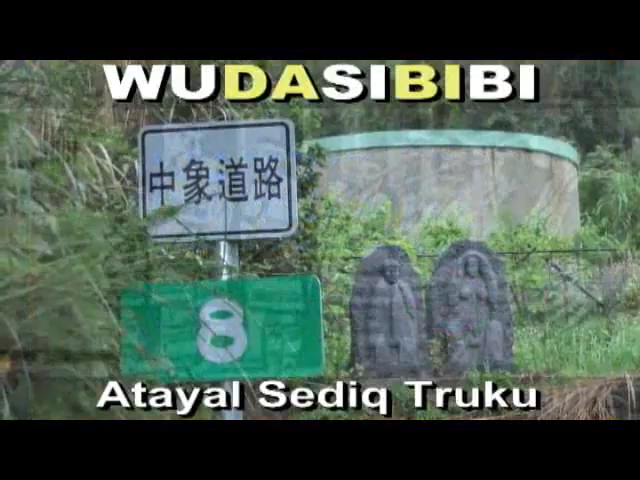 WUDASIBIBI
中象道路
8
Atayal Sediq Truku